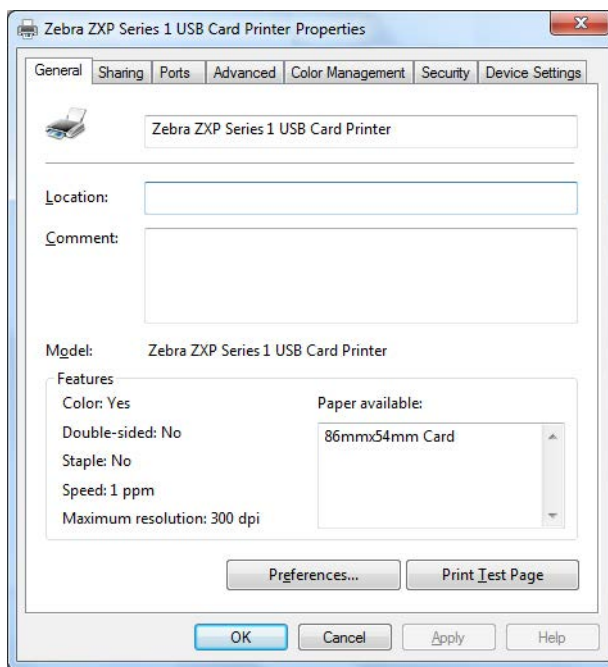 Zebra ZXP Series 1 USB Card Printer Properties
General Sharing Ports Advanced Color Management Security Device Settings
Zebra ZXP Series 1 USB Card Printer
Location:
Comment:
Model: Zebra ZXP Series 1 USB Card Printer
Features
Color: Yes Paper available:
Double-sided: No 86mmx54mm Card
Staple: No
Speed: 1 ppm
Maximum resolution: 300 dpi
Preferences... Print Test Page
OK Cancel Apply Help